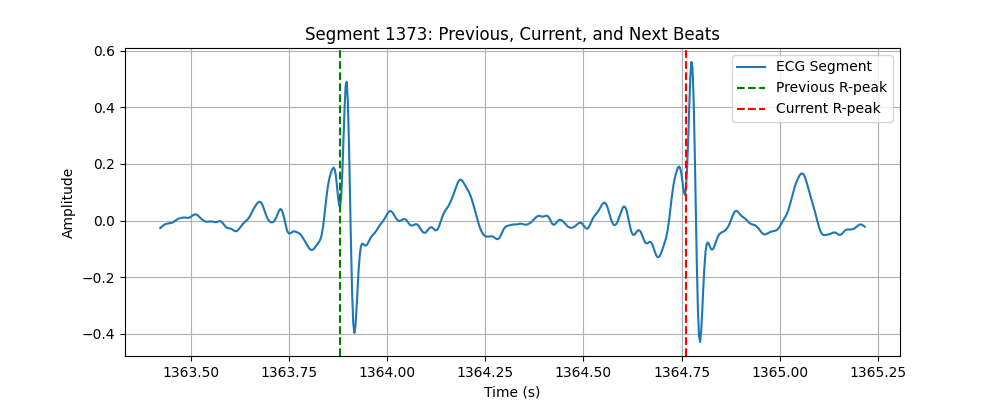 Segment 1373: Previous, Current, and Next Beats
ECG Segment
Previous R-peak
Current R-peak
0.6
0.4
0.2
0.0
−0.2
−0.4
Amplitude
1363.50 1363.75 1364.00 1364.25 1364.50 1364.75 1365.00 1365.25
Time (s)